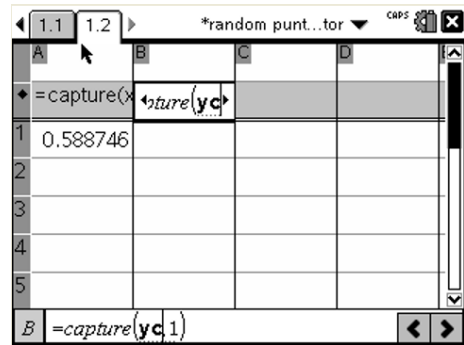 1.1 1.2 *random punt...tor CAPS
A B C D
=capture(x pture(yc
1 0.588746
2
3
4
5
B =capture(yc,1)